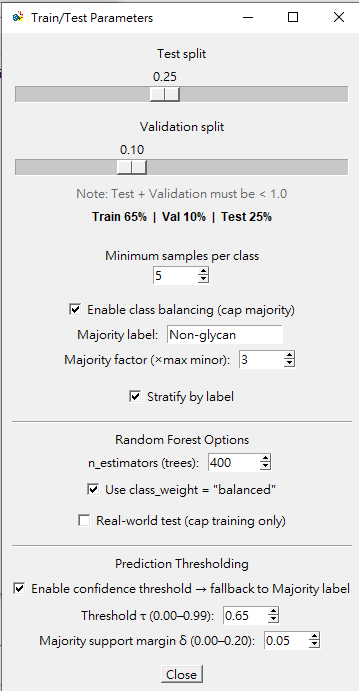 Train/Test Parameters
Test split
0.25
Validation split
0.10
Note: Test + Validation must be < 1.0
Train 65% | Val 10% | Test 25%
Minimum samples per class
5
Enable class balancing (cap majority)
Majority label: Non-glycan
Majority factor (×max minor): 3
Stratify by label
Random Forest Options
n_estimators (trees): 400
Use class_weight = "balanced"
Real-world test (cap training only)
Prediction Thresholding
Enable confidence threshold → fallback to Majority label
Threshold τ (0.00–0.99): 0.65
Majority support margin δ (0.00–0.20): 0.05
Close